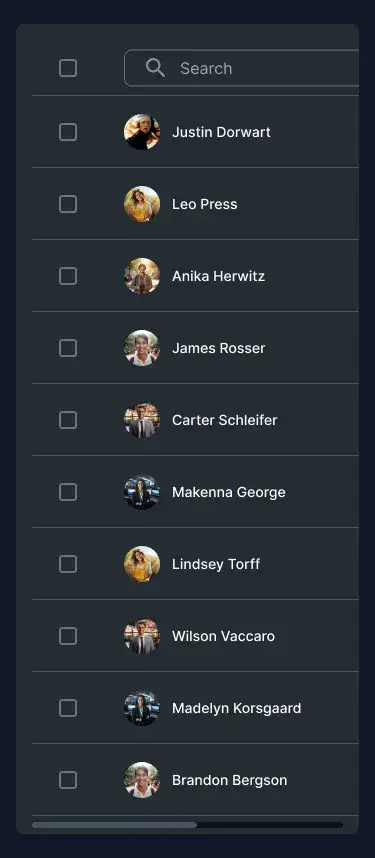 Search
Justin Dorwart
Leo Press
Anika Herwitz
James Rosser
Carter Schleifer
Makenna George
Lindsey Torff
Wilson Vaccaro
Madelyn Korsgaard
Brandon Bergson